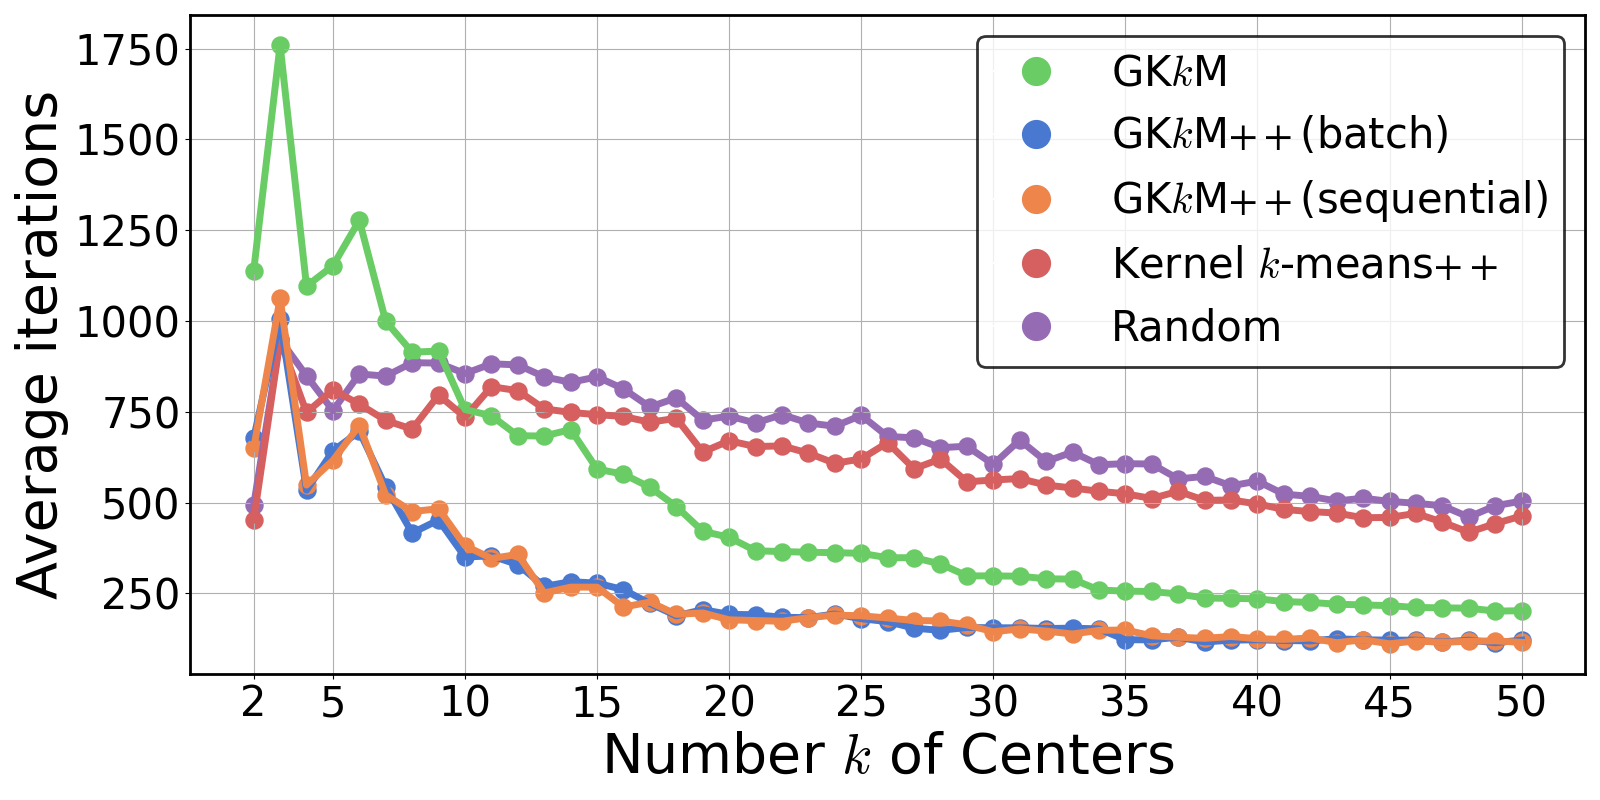 Average iterations
1750
1500
1250
1000
750
500
250
GKkM
GKkM++(batch)
GKkM++(sequential)
Kernel k-means++
Random
2 5 10 15 20 25 30 35 40 45 50
Number k of Centers